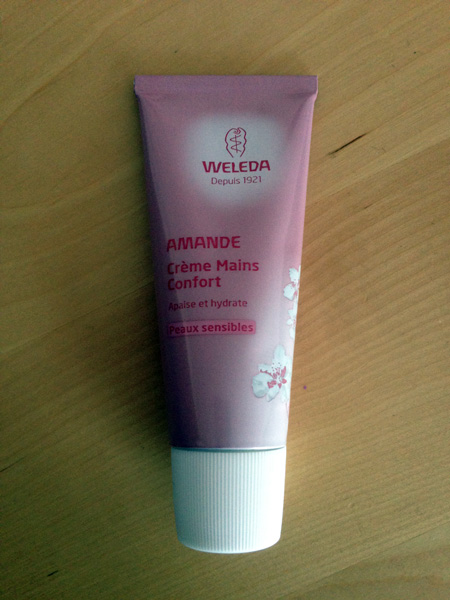 WELEDA
Depuis 1921
AMANDE
Crème Mains
Confort
Apaise et hydrate
Peaux sensibles